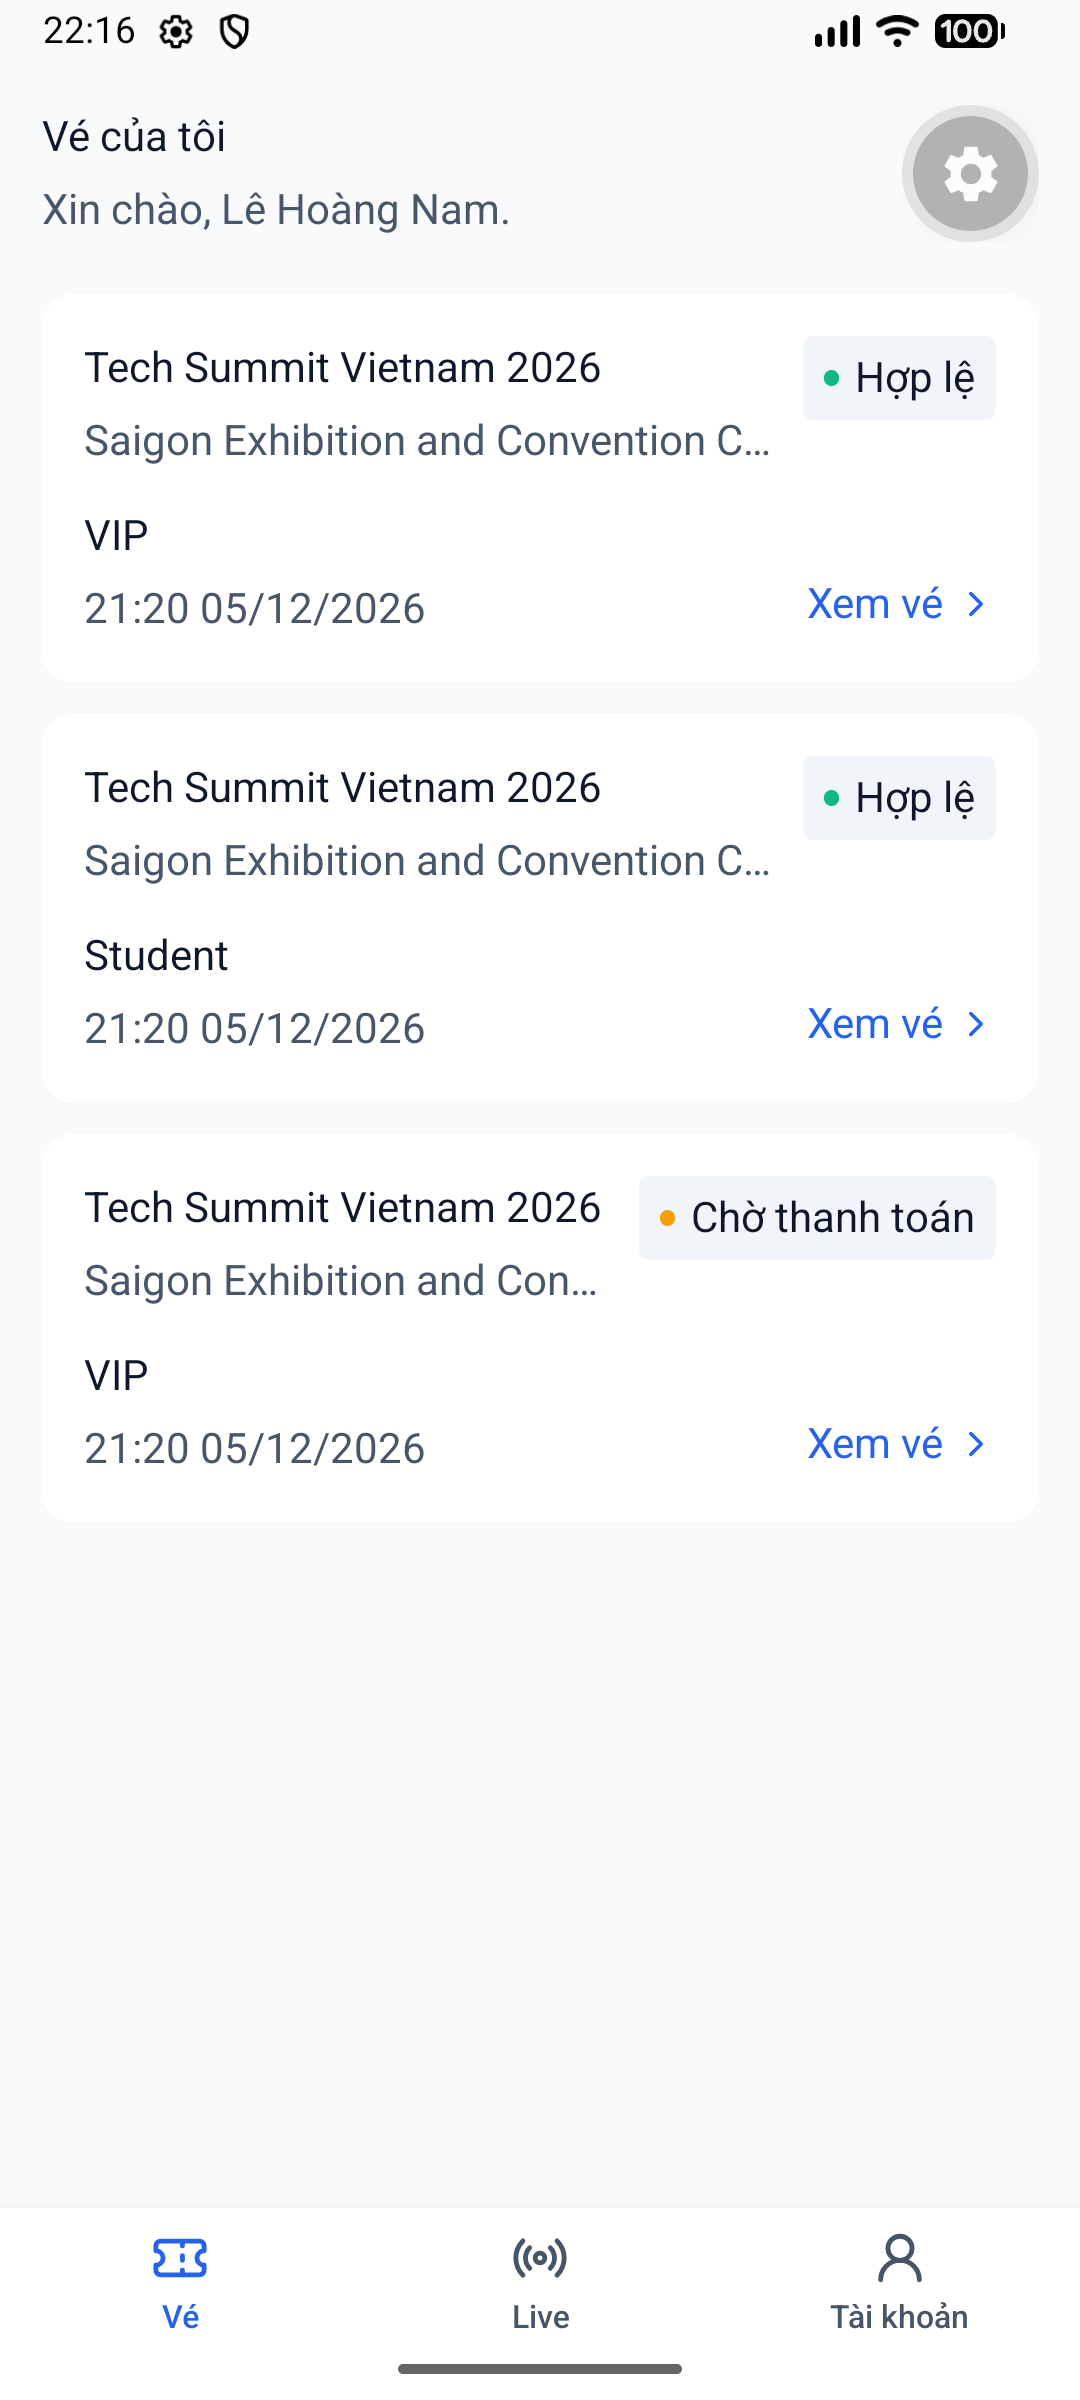 22:16
100
Vé của tôi
Xin chào, Lê Hoàng Nam.
Tech Summit Vietnam 2026
Hợp lệ
Saigon Exhibition and Convention C...
VIP
21:20 05/12/2026
Xem vé
Tech Summit Vietnam 2026
Hợp lệ
Saigon Exhibition and Convention C...
Student
21:20 05/12/2026
Xem vé
Tech Summit Vietnam 2026
Chờ thanh toán
Saigon Exhibition and Con...
VIP
21:20 05/12/2026
Xem vé
Vé
Live
Tài khoản